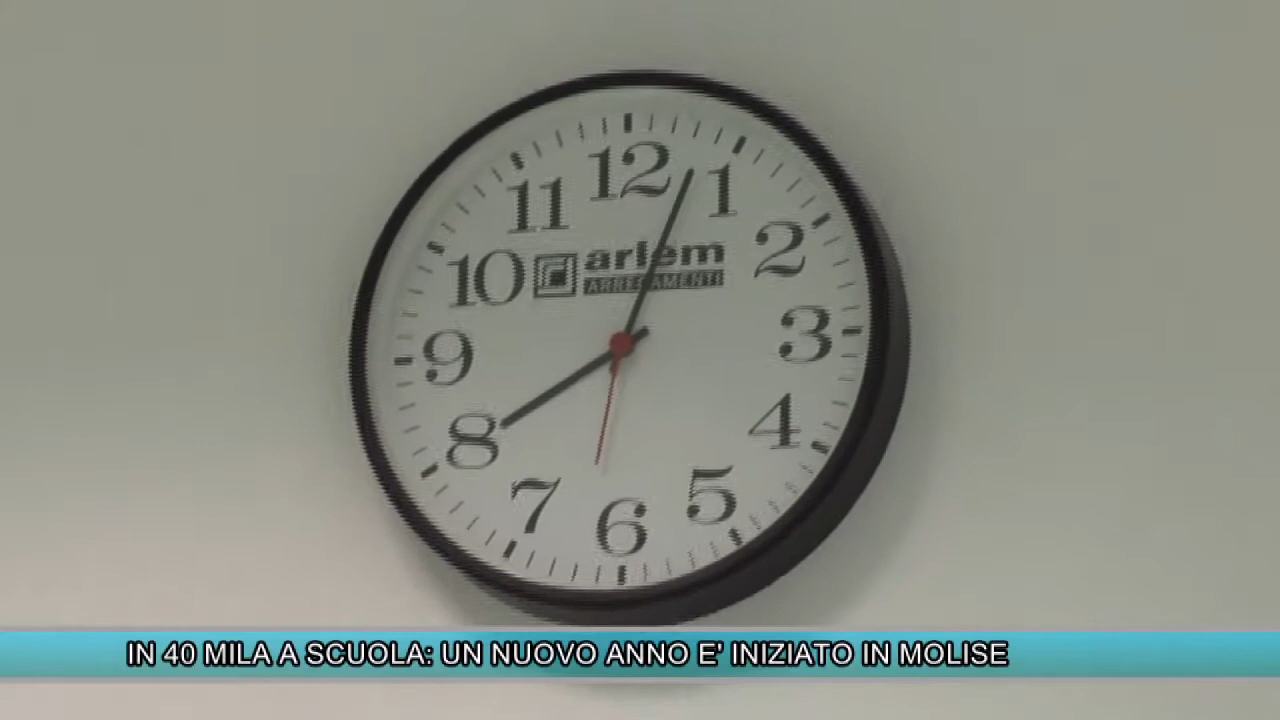 12
11 1
arlem
ARREDAMENTI
10 2
9 3
8 4
7 5
6
IN 40 MILA A SCUOLA: UN NUOVO ANNO E' INIZIATO IN MOLISE